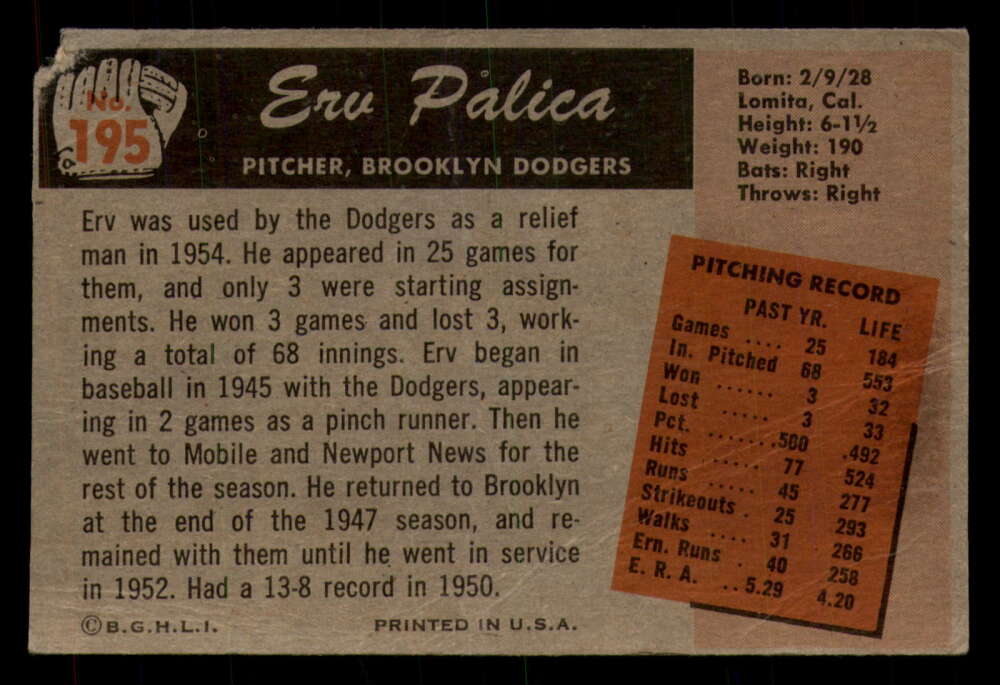 No.
195
Erv Palica
PITCHER, BROOKLYN DODGERS
Born: 2/9/28
Lomita, Cal.
Height: 6-1½
Weight: 190
Bats: Right
Throws: Right
Erv was used by the Dodgers as a relief
man in 1954. He appeared in 25 games for
them, and only 3 were starting assign-
ments. He won 3 games and lost 3, work-
ing a total of 68 innings. Erv began in
baseball in 1945 with the Dodgers, appear-
ing in 2 games as a pinch runner. Then he
went to Mobile and Newport News for the
rest of the season. He returned to Brooklyn
at the end of the 1947 season, and re-
mained with them until he went in service
in 1952. Had a 13-8 record in 1950.
©B.G.H.L.I. PRINTED IN U.S.A.
PITCHING RECORD
PAST YR. LIFE
Games .... 25 184
In. Pitched 68 553
Won ...... 3 32
Lost ..... 3 33
Pct. .......500 .492
Hits ...... 77 524
Runs ..... 45 277
Strikeouts . 25 293
Walks .... 31 266
Ern. Runs . 40 258
E. R. A. ..5.29 4.20